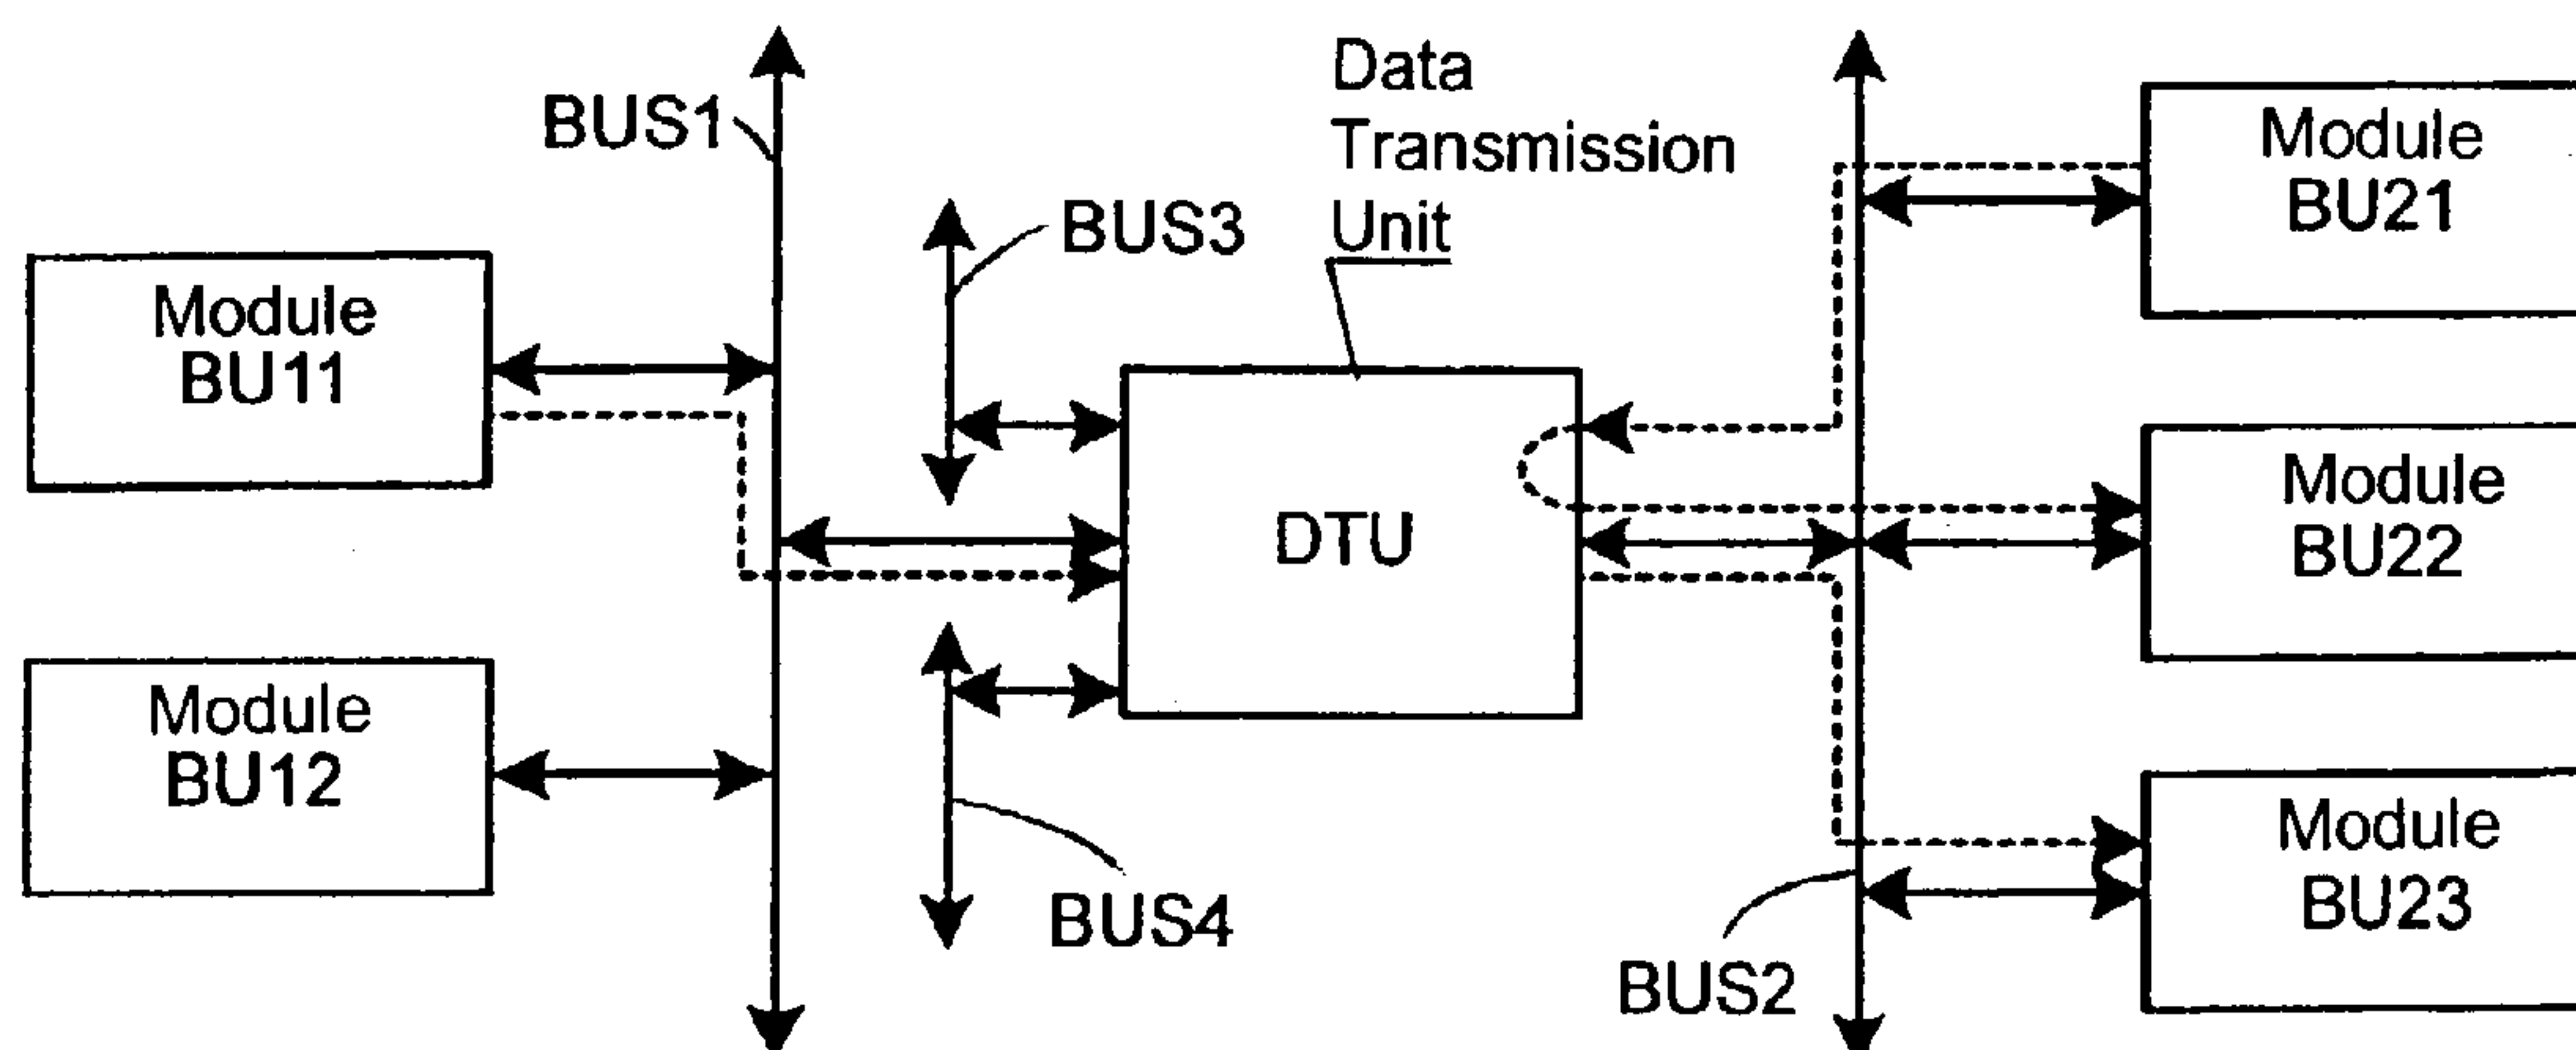 BUS1
Data
Transmission
Unit
BUS3
Module
BU11
Module
BU12
DTU
BUS4
BUS2
Module
BU21
Module
BU22
Module
BU23